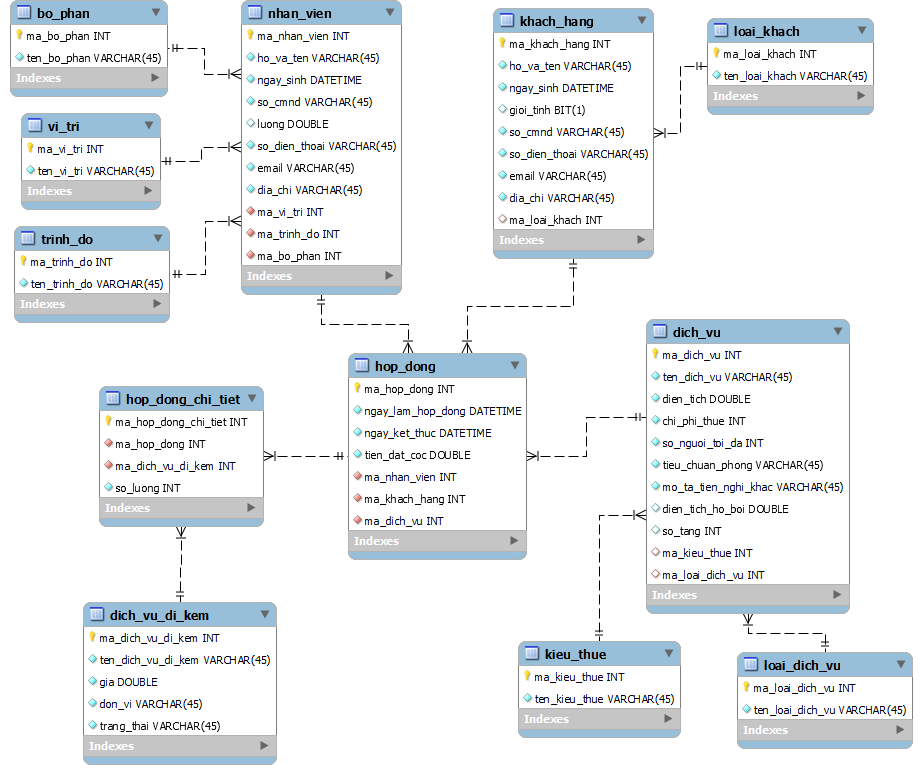 bo_phan
ma_bo_phan INT
ten_bo_phan VARCHAR(45)
Indexes
nhan_vien
ma_nhan_vien INT
ho_va_ten VARCHAR(45)
ngay_sinh DATETIME
so_cmnd VARCHAR(45)
luong DOUBLE
so_dien_thoai VARCHAR(45)
email VARCHAR(45)
dia_chi VARCHAR(45)
ma_vi_tri INT
ma_trinh_do INT
ma_bo_phan INT
Indexes
khach_hang
ma_khach_hang INT
ho_va_ten VARCHAR(45)
ngay_sinh DATETIME
gioi_tinh BIT(1)
so_cmnd VARCHAR(45)
so_dien_thoai VARCHAR(45)
email VARCHAR(45)
dia_chi VARCHAR(45)
ma_loai_khach INT
Indexes
loai_khach
ma_loai_khach INT
ten_loai_khach VARCHAR(45)
Indexes
vi_tri
ma_vi_tri INT
ten_vi_tri VARCHAR(45)
Indexes
trinh_do
ma_trinh_do INT
ten_trinh_do VARCHAR(45)
Indexes
hop_dong
ma_hop_dong INT
ngay_lam_hop_dong DATETIME
ngay_ket_thuc DATETIME
tien_dat_coc DOUBLE
ma_nhan_vien INT
ma_khach_hang INT
ma_dich_vu INT
Indexes
dich_vu
ma_dich_vu INT
ten_dich_vu VARCHAR(45)
dien_tich DOUBLE
chi_phi_thue INT
so_nguoi_toi_da INT
tieu_chuan_phong VARCHAR(45)
mo_ta_tien_nghi_khac VARCHAR(45)
dien_tich_ho_boi DOUBLE
so_tang INT
ma_kieu_thue INT
ma_loai_dich_vu INT
Indexes
hop_dong_chi_tiet
ma_hop_dong_chi_tiet INT
ma_hop_dong INT
ma_dich_vu_di_kem INT
so_luong INT
Indexes
dich_vu_di_kem
ma_dich_vu_di_kem INT
ten_dich_vu_di_kem VARCHAR(45)
gia DOUBLE
don_vi VARCHAR(45)
trang_thai VARCHAR(45)
Indexes
kieu_thue
ma_kieu_thue INT
ten_kieu_thue VARCHAR(45)
Indexes
loai_dich_vu
ma_loai_dich_vu INT
ten_loai_dich_vu VARCHAR(45)
Indexes